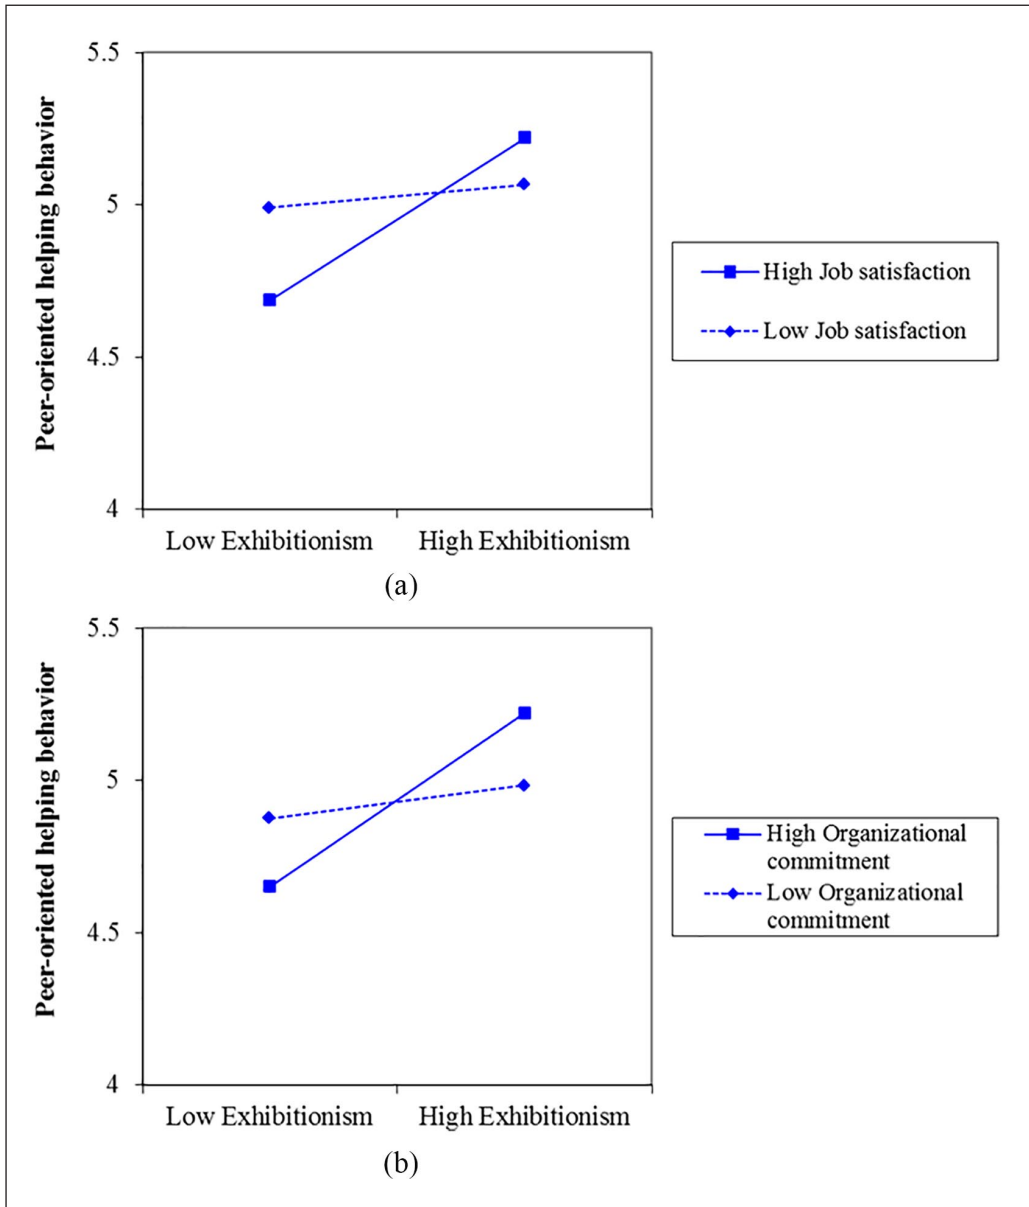 5.5
5
4.5
4
Peer-oriented helping behavior
Low Exhibitionism
High Exhibitionism
High Job satisfaction
Low Job satisfaction
(a)
5.5
5
4.5
4
Peer-oriented helping behavior
Low Exhibitionism
High Exhibitionism
High Organizational
commitment
Low Organizational
commitment
(b)